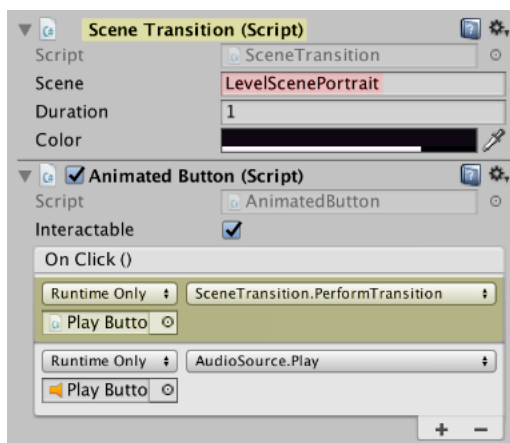 Scene Transition (Script)
Script SceneTransition
Scene LevelScenePortrait
Duration 1
Color
Animated Button (Script)
Script AnimatedButton
Interactable
On Click ()
Runtime Only SceneTransition.PerformTransition
Play Butto
Runtime Only AudioSource.Play
Play Butto
+ −